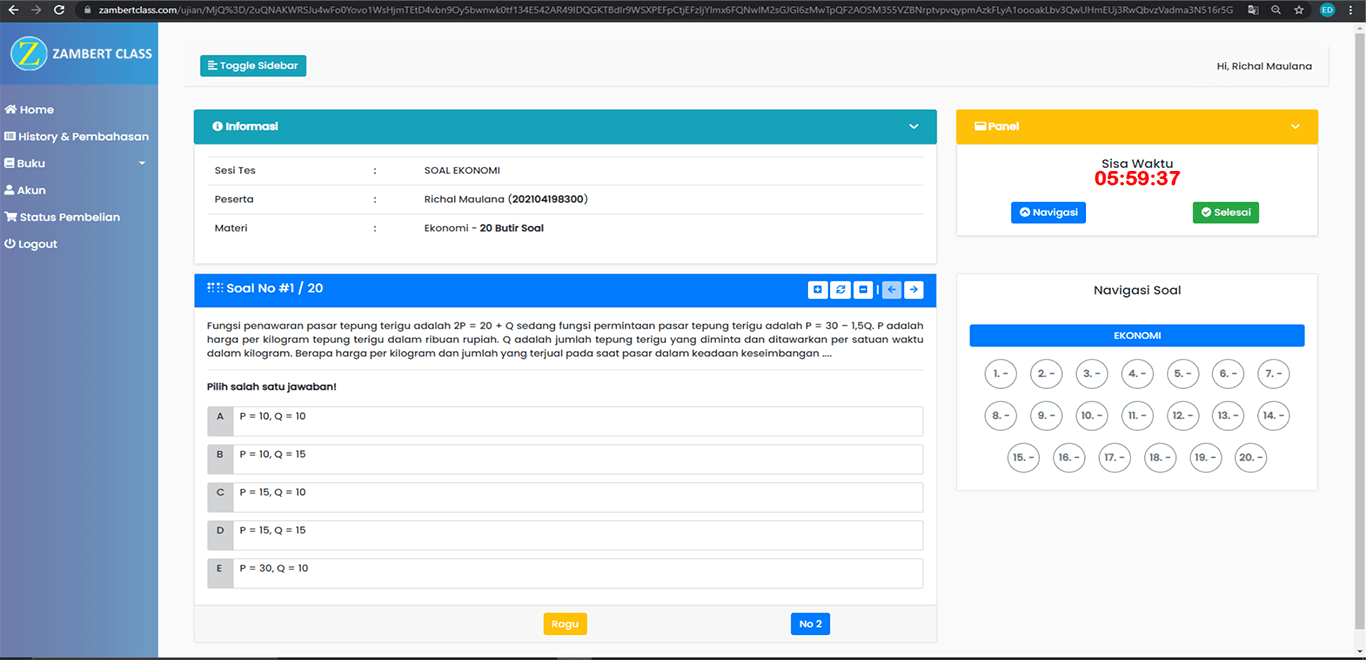 zambertclass.com/ujian/
ED
ZAMBERT CLASS
Toggle Sidebar
Hi, Richal Maulana
Home
History & Pembahasan
Buku
Akun
Status Pembelian
Logout
Informasi
Sesi Tes : SOAL EKONOMI
Peserta : Richal Maulana (202104198300)
Materi : Ekonomi - 20 Butir Soal
Panel
Sisa Waktu
05:59:37
Navigasi
Selesai
Soal No #1 / 20
Fungsi penawaran pasar tepung terigu adalah 2P = 20 + Q sedang fungsi permintaan pasar tepung terigu adalah P = 30 – 1,5Q. P adalah
harga per kilogram tepung terigu dalam ribuan rupiah. Q adalah jumlah tepung terigu yang diminta dan ditawarkan per satuan waktu
dalam kilogram. Berapa harga per kilogram dan jumlah yang terjual pada saat pasar dalam keadaan keseimbangan ....
Pilih salah satu jawaban!
A P = 10, Q = 10
B P = 10, Q = 15
C P = 15, Q = 10
D P = 15, Q = 15
E P = 30, Q = 10
Ragu
No 2
Navigasi Soal
EKONOMI
1. - 2. - 3. - 4. - 5. - 6. - 7. -
8. - 9. - 10. - 11. - 12. - 13. - 14. -
15. - 16. - 17. - 18. - 19. - 20. -